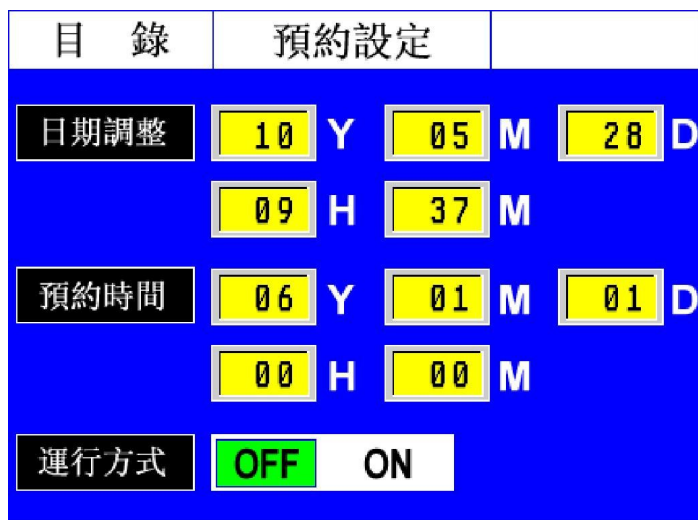 目 錄 預約設定
日期調整 10 Y 05 M 28 D
09 H 37 M
預約時間 06 Y 01 M 01 D
00 H 00 M
運行方式 OFF ON